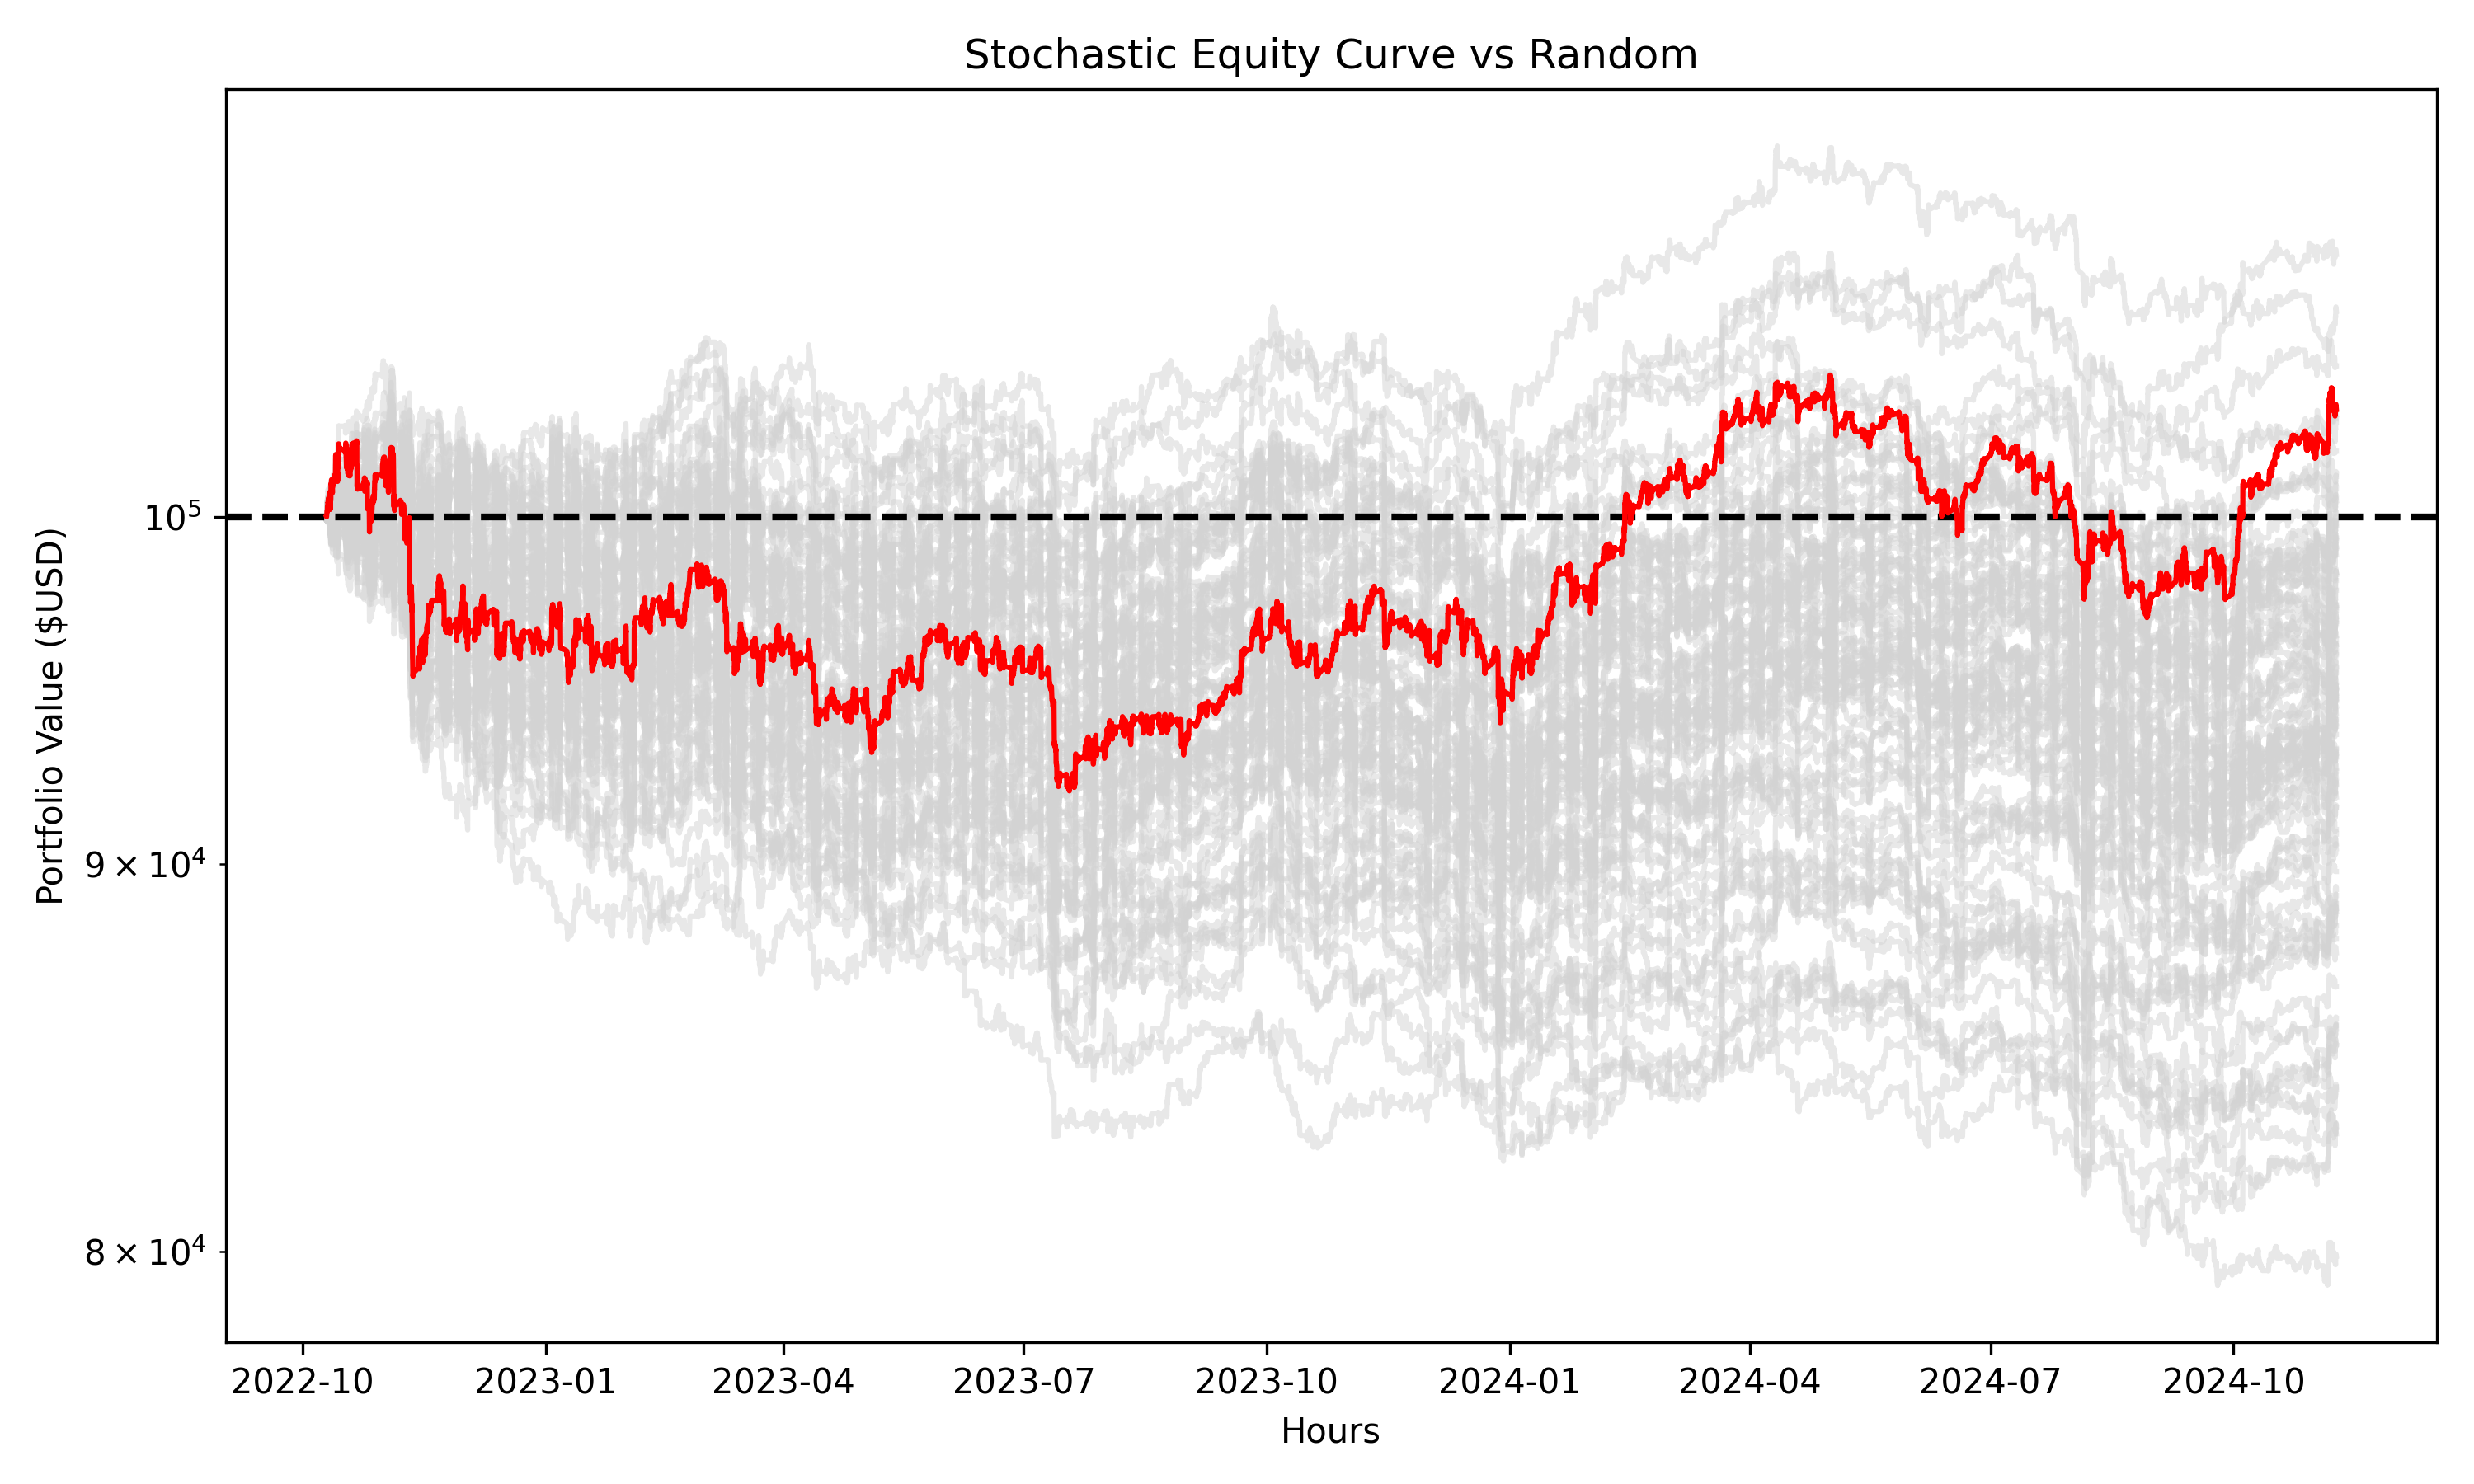 Stochastic Equity Curve vs Random
Portfolio Value ($USD)
10⁵
9 × 10⁴
8 × 10⁴
2022-10 2023-01 2023-04 2023-07 2023-10 2024-01 2024-04 2024-07 2024-10
Hours